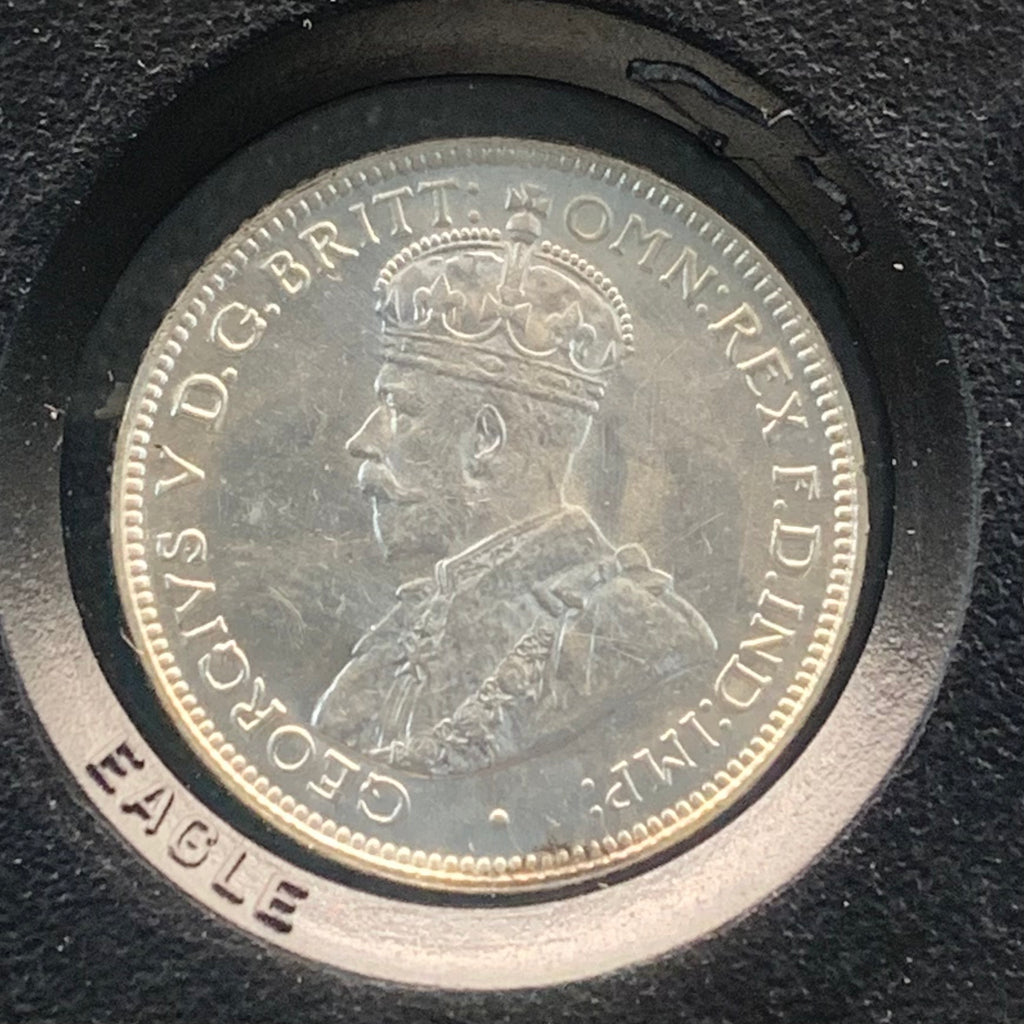 GEORGIVS V D.G. BRITT: OMN: REX F.D. IND: IMP:
EAGLE